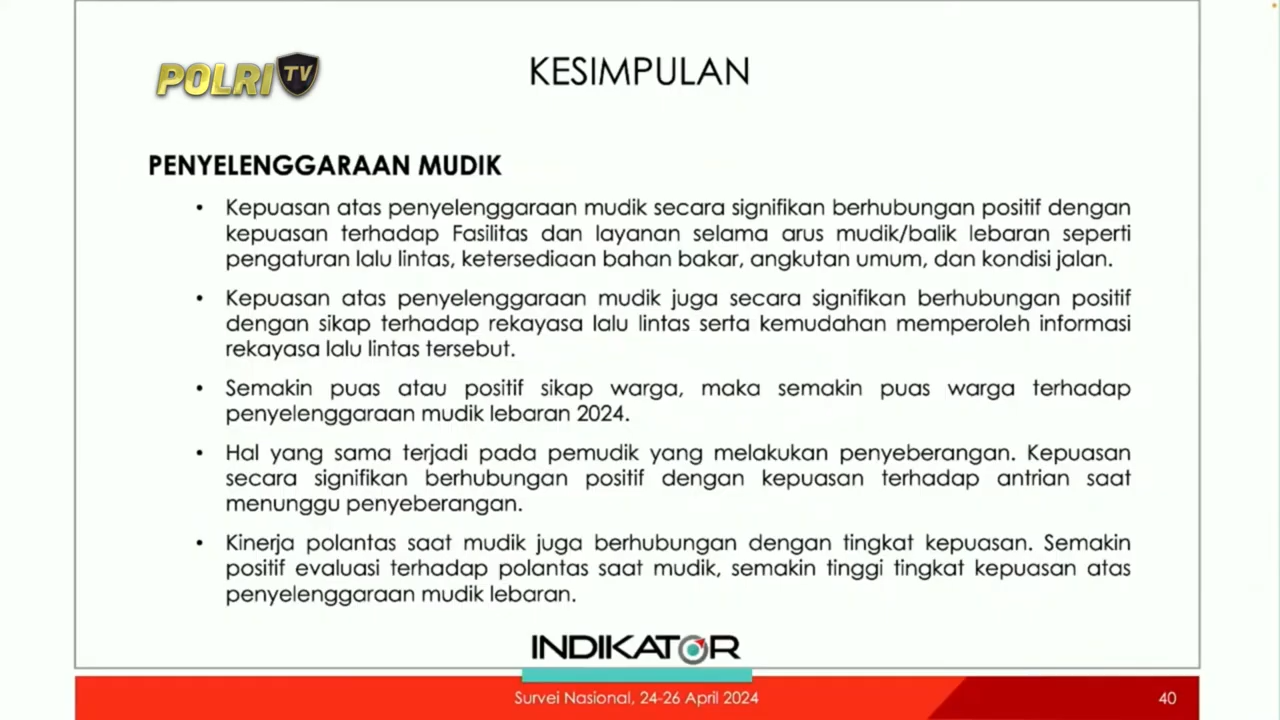 POLRI TV
KESIMPULAN
PENYELENGGARAAN MUDIK
• Kepuasan atas penyelenggaraan mudik secara signifikan berhubungan positif dengan
kepuasan terhadap Fasilitas dan layanan selama arus mudik/balik lebaran seperti
pengaturan lalu lintas, ketersediaan bahan bakar, angkutan umum, dan kondisi jalan.
• Kepuasan atas penyelenggaraan mudik juga secara signifikan berhubungan positif
dengan sikap terhadap rekayasa lalu lintas serta kemudahan memperoleh informasi
rekayasa lalu lintas tersebut.
• Semakin puas atau positif sikap warga, maka semakin puas warga terhadap
penyelenggaraan mudik lebaran 2024.
• Hal yang sama terjadi pada pemudik yang melakukan penyeberangan. Kepuasan
secara signifikan berhubungan positif dengan kepuasan terhadap antrian saat
menunggu penyeberangan.
• Kinerja polantas saat mudik juga berhubungan dengan tingkat kepuasan. Semakin
positif evaluasi terhadap polantas saat mudik, semakin tinggi tingkat kepuasan atas
penyelenggaraan mudik lebaran.
INDIKATOR
Survei Nasional, 24-26 April 2024
40